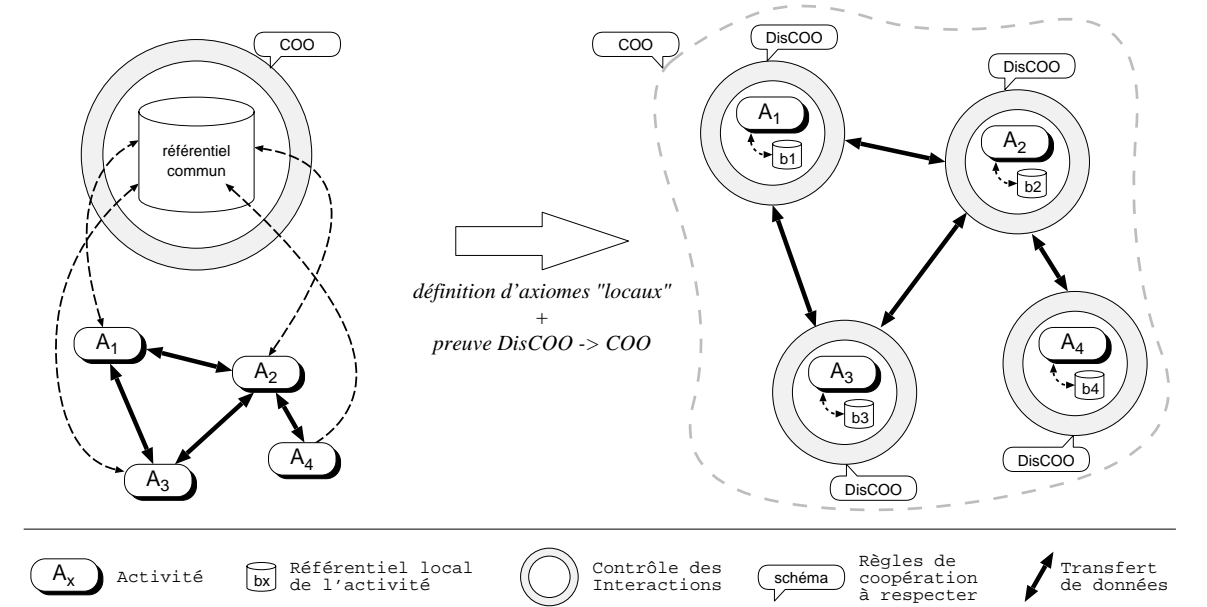 COO
référentiel
commun
A1
A2
A3
A4
définition d'axiomes "locaux"
+
preuve DisCOO -> COO
COO
DisCOO
A1
b1
DisCOO
A2
b2
A3
b3
DisCOO
A4
b4
DisCOO
Ax
Activité
bx
Référentiel local
de l'activité
Contrôle des
Interactions
schéma
Règles de
coopération
à respecter
Transfert
de données